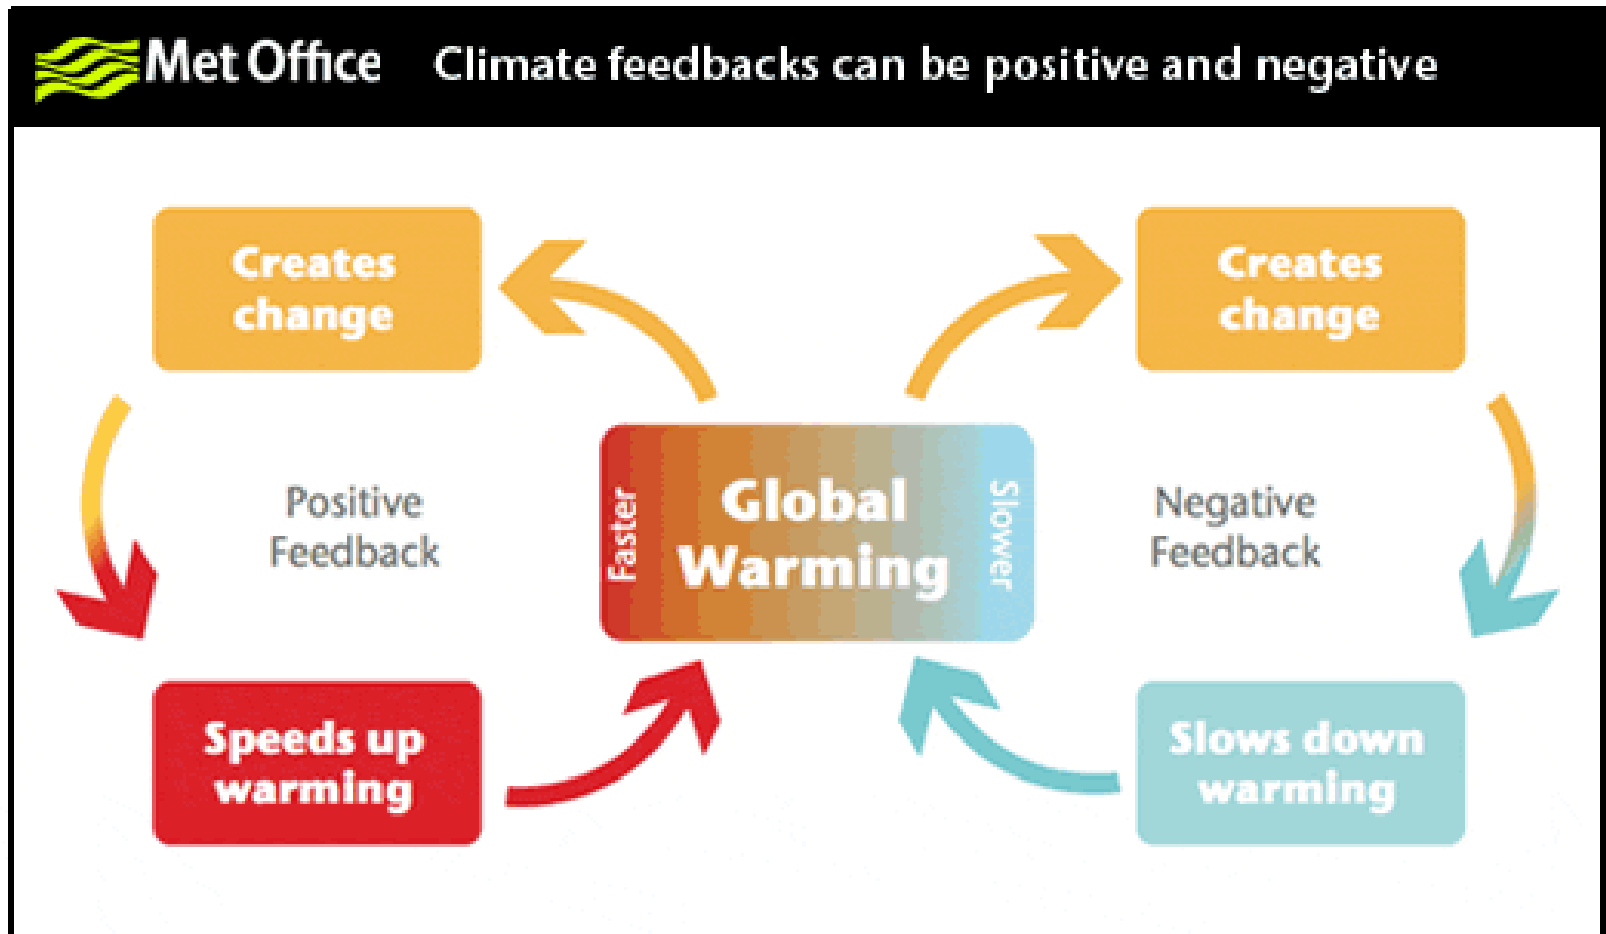 Met Office
Climate feedbacks can be positive and negative
Creates
change
Creates
change
Positive
Feedback
Faster
Global
Warming
Slower
Negative
Feedback
Speeds up
warming
Slows down
warming